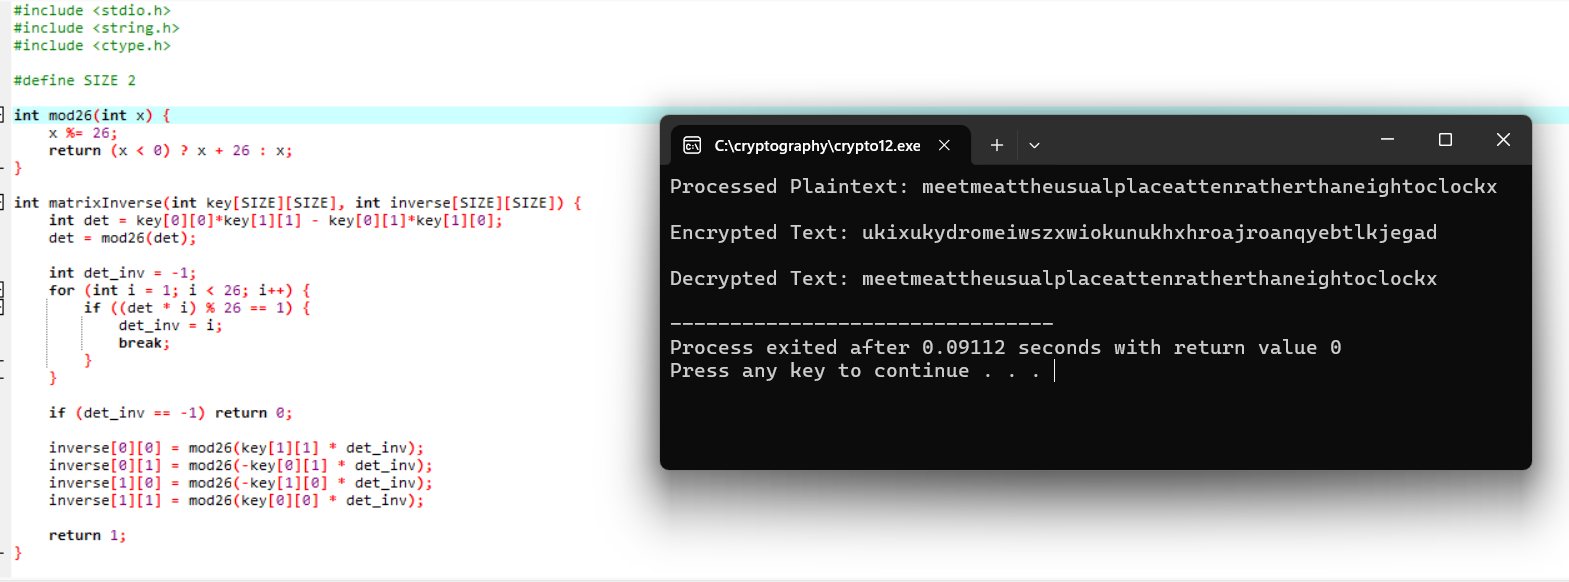 #include <stdio.h>
#include <string.h>
#include <ctype.h>
#define SIZE 2
int mod26(int x) {
    x %= 26;
    return (x < 0) ? x + 26 : x;
}
int matrixInverse(int key[SIZE][SIZE], int inverse[SIZE][SIZE]) {
    int det = key[0][0]*key[1][1] - key[0][1]*key[1][0];
    det = mod26(det);
    int det_inv = -1;
    for (int i = 1; i < 26; i++) {
        if ((det * i) % 26 == 1) {
            det_inv = i;
            break;
        }
    }
    if (det_inv == -1) return 0;
    inverse[0][0] = mod26(key[1][1] * det_inv);
    inverse[0][1] = mod26(-key[0][1] * det_inv);
    inverse[1][0] = mod26(-key[1][0] * det_inv);
    inverse[1][1] = mod26(key[0][0] * det_inv);
    return 1;
}
C:\cryptography\crypto12.exe
Processed Plaintext: meetmeattheusualplaceattenratherthaneightoclockx
Encrypted Text: ukixukydromeiwszxwiokunukhxhroajroanqyebtlkjegad
Decrypted Text: meetmeattheusualplaceattenratherthaneightoclockx
--------------------------------
Process exited after 0.09112 seconds with return value 0
Press any key to continue . . .